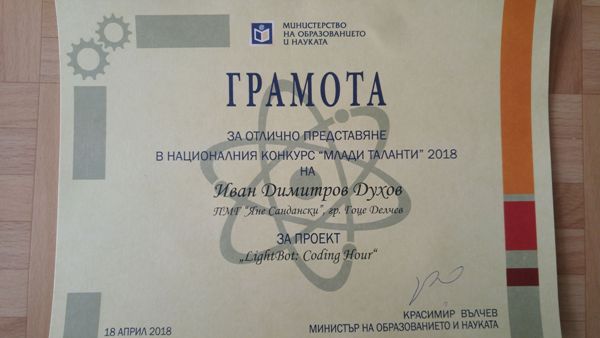 МИНИСТЕРСТВО
НА ОБРАЗОВАНИЕТО
И НАУКАТА
ГРАМОТА
ЗА ОТЛИЧНО ПРЕДСТАВЯНЕ
В НАЦИОНАЛНИЯ КОНКУРС “МЛАДИ ТАЛАНТИ” 2018
НА
Иван Димитров Духов
ПМГ “Яне Сандански”, гр. Гоце Делчев
ЗА ПРОЕКТ
„LightBot: Coding Hour“
КРАСИМИР ВЪЛЧЕВ
18 АПРИЛ 2018 МИНИСТЪР НА ОБРАЗОВАНИЕТО И НАУКАТА